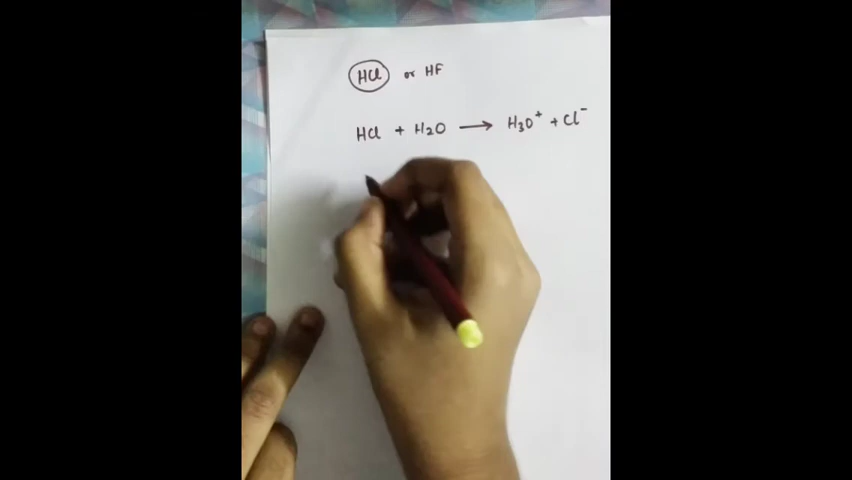 HCl or HF
HCl + H₂O → H₃O⁺ + Cl⁻